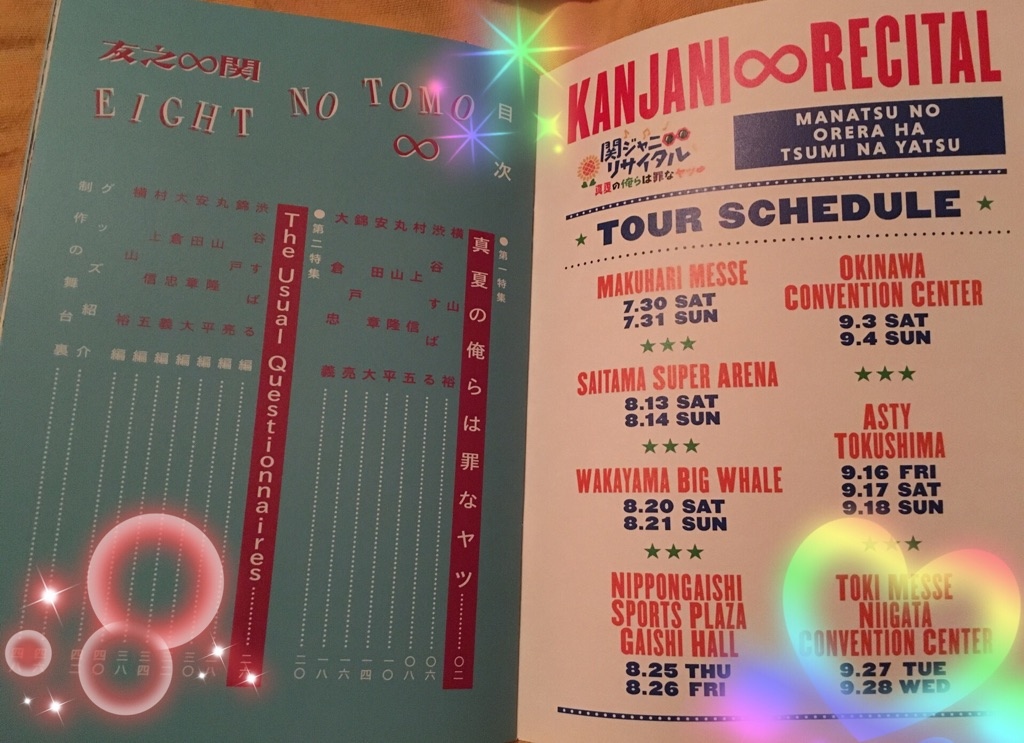 友之∞関
EIGHT NO TOMO
∞
目次
●第一特集
真夏の俺らは罪なヤツ……〇二
横山裕
渋谷すばる
村上信五
丸山隆平
安田章大
錦戸亮
大倉忠義
●第二特集
The Usual Questionnaires……二六
渋谷すばる編
錦戸亮編
丸山隆平編
安田章大編
大倉忠義編
村上信五編
横山裕編
グッズ紹介
制作の舞台裏
KANJANI∞RECITAL
関ジャニ∞
リサイタル
真夏の俺らは罪なヤツ
MANATSU NO
ORERA HA
TSUMI NA YATSU
★ TOUR SCHEDULE ★
MAKUHARI MESSE
7.30 SAT
7.31 SUN
★★★
SAITAMA SUPER ARENA
8.13 SAT
8.14 SUN
★★★
WAKAYAMA BIG WHALE
8.20 SAT
8.21 SUN
★★★
NIPPONGAISHI
SPORTS PLAZA
GAISHI HALL
8.25 THU
8.26 FRI
OKINAWA
CONVENTION CENTER
9.3 SAT
9.4 SUN
★★★
ASTY
TOKUSHIMA
9.16 FRI
9.17 SAT
9.18 SUN
★★★
TOKI MESSE
NIIGATA
CONVENTION CENTER
9.27 TUE
9.28 WED